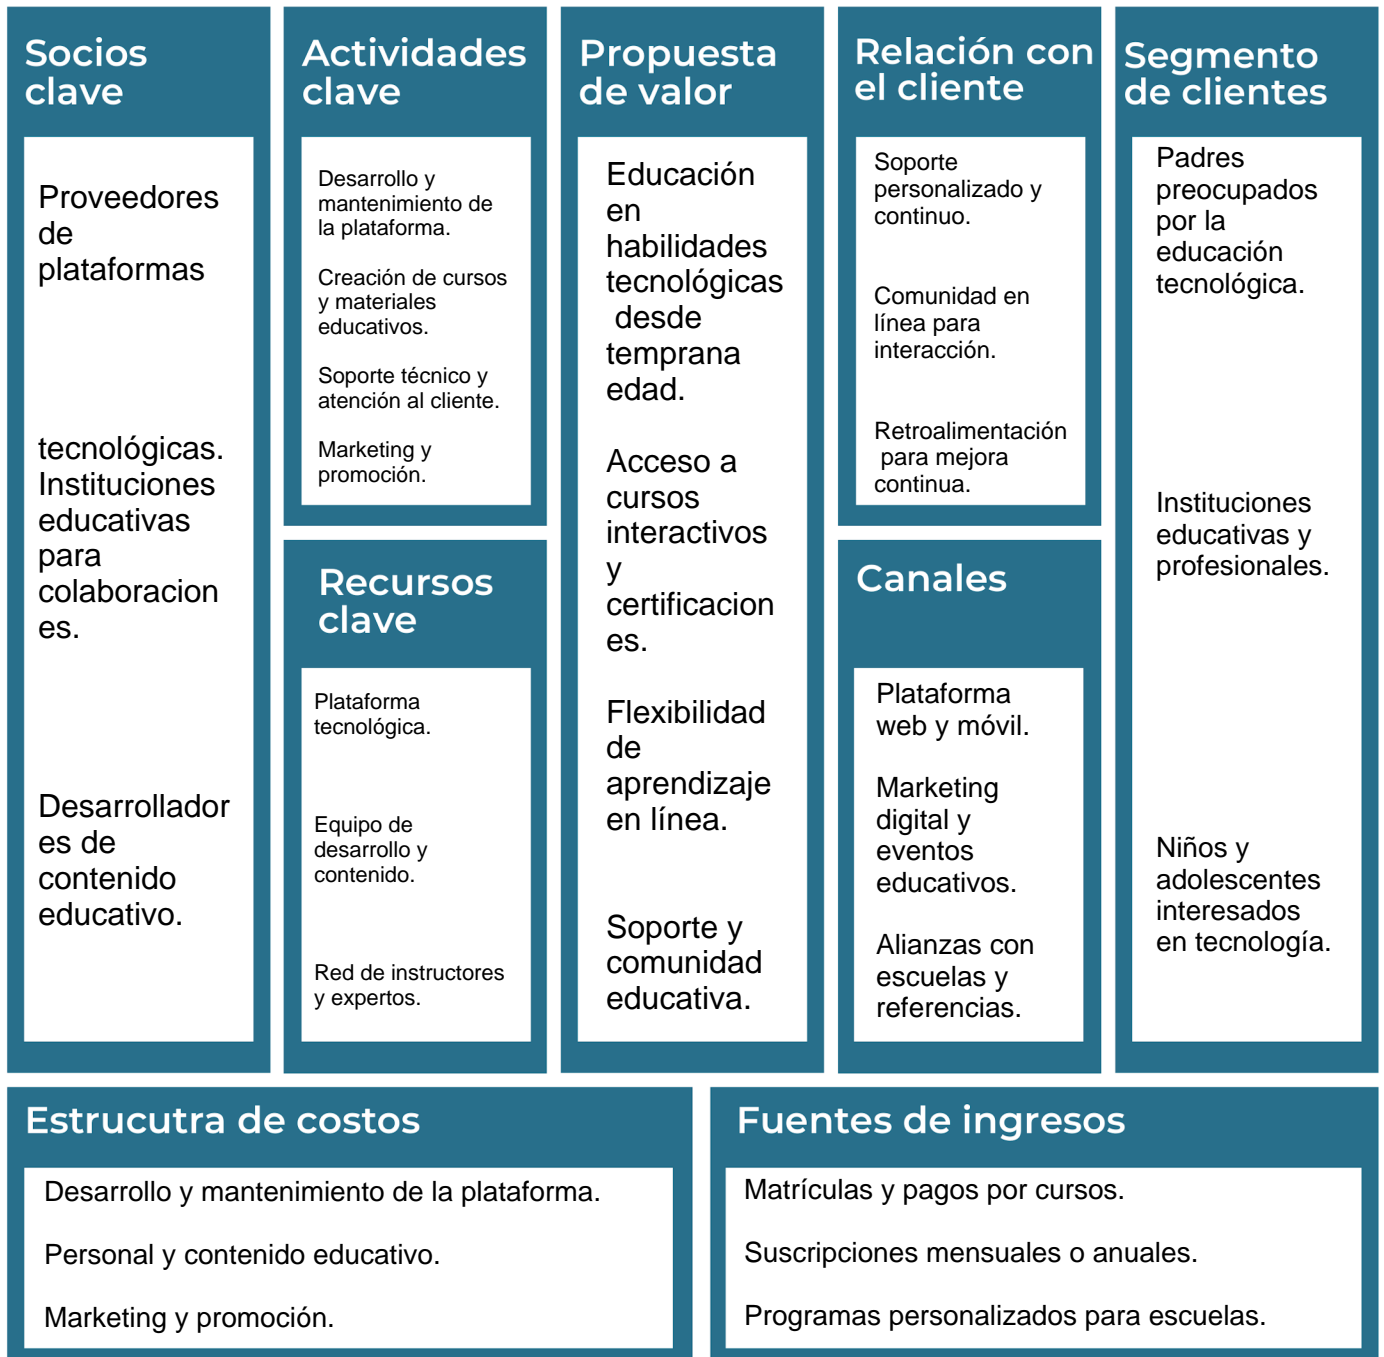 Socios
clave
Proveedores
de
plataformas
tecnológicas.
Instituciones
educativas
para
colaboracion
es.
Desarrollador
es de
contenido
educativo.
Actividades
clave
Desarrollo y
mantenimiento de
la plataforma.
Creación de cursos
y materiales
educativos.
Soporte técnico y
atención al cliente.
Marketing y
promoción.
Recursos
clave
Plataforma
tecnológica.
Equipo de
desarrollo y
contenido.
Red de instructores
y expertos.
Propuesta
de valor
Educación
en
habilidades
tecnológicas
desde
temprana
edad.
Acceso a
cursos
interactivos
y
certificacion
es.
Flexibilidad
de
aprendizaje
en línea.
Soporte y
comunidad
educativa.
Relación con
el cliente
Soporte
personalizado y
continuo.
Comunidad en
línea para
interacción.
Retroalimentación
para mejora
continua.
Canales
Plataforma
web y móvil.
Marketing
digital y
eventos
educativos.
Alianzas con
escuelas y
referencias.
Segmento
de clientes
Padres
preocupados
por la
educación
tecnológica.
Instituciones
educativas y
profesionales.
Niños y
adolescentes
interesados
en tecnología.
Estrucutra de costos
Desarrollo y mantenimiento de la plataforma.
Personal y contenido educativo.
Marketing y promoción.
Fuentes de ingresos
Matrículas y pagos por cursos.
Suscripciones mensuales o anuales.
Programas personalizados para escuelas.